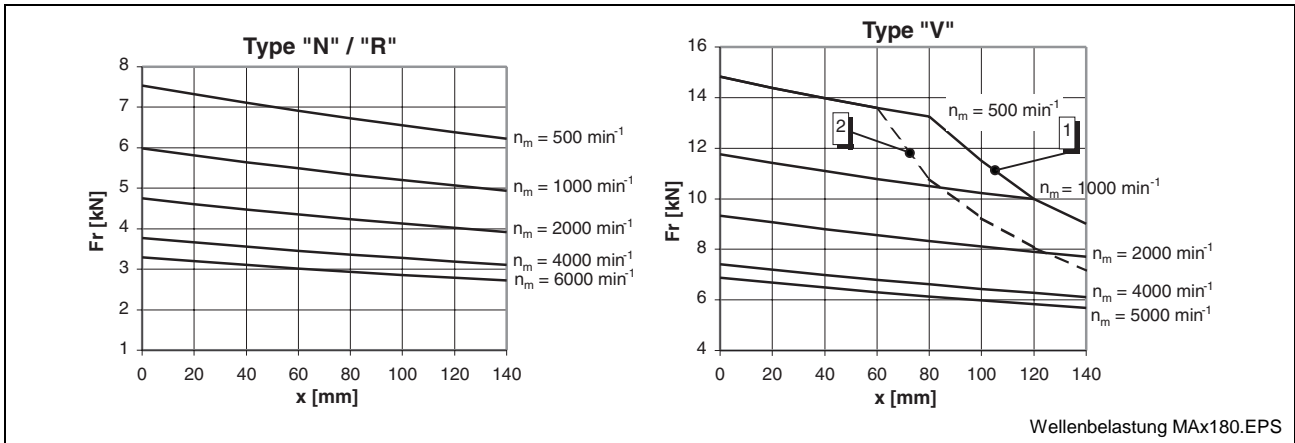 Type "N" / "R"
Fr [kN]
8
7
6
5
4
3
2
1
n_m = 500 min⁻¹
n_m = 1000 min⁻¹
n_m = 2000 min⁻¹
n_m = 4000 min⁻¹
n_m = 6000 min⁻¹
0 20 40 60 80 100 120 140
x [mm]
Type "V"
Fr [kN]
16
14
12
10
8
6
4
n_m = 500 min⁻¹
2
1
n_m = 1000 min⁻¹
n_m = 2000 min⁻¹
n_m = 4000 min⁻¹
n_m = 5000 min⁻¹
0 20 40 60 80 100 120 140
x [mm]
Wellenbelastung MAx180.EPS